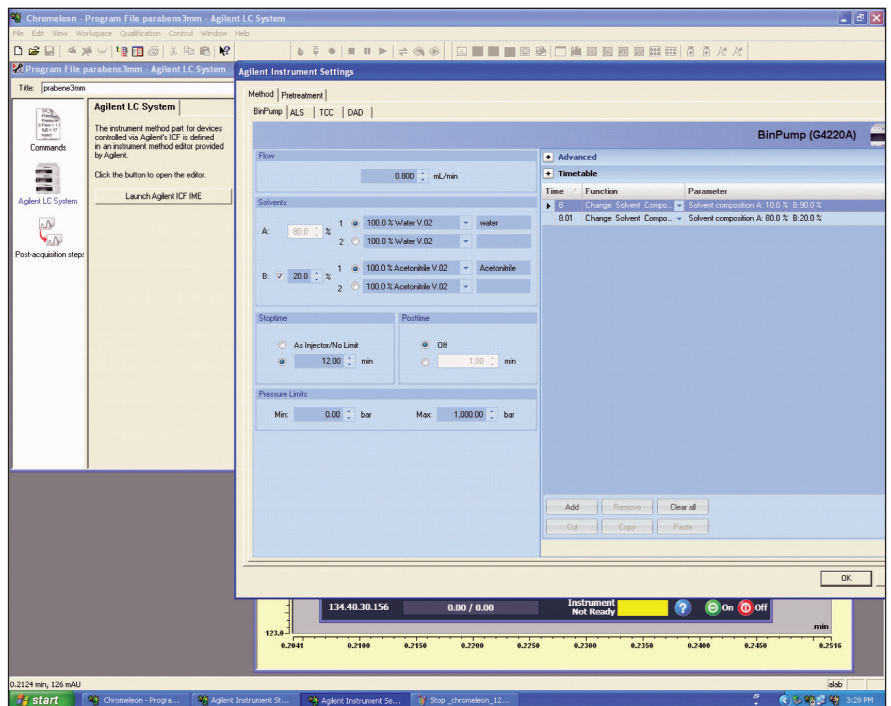 Chromeleon - [Program File parabens3mm - Agilent LC System
File Edit View Workspace Qualification Control Window Help
Program File parabens3mm - Agilent LC System
Title: prabene3mm
Commands
Agilent LC System
Post-acquisition steps
Agilent LC System
The instrument method part for devices
controlled via Agilent's ICF is defined
in an instrument method editor provided
by Agilent.
Click the button to open the editor.
Launch Agilent ICF IME
Agilent Instrument Settings
Method Pretreatment
BinPump ALS TCC DAD
BinPump (G4220A)
Flow
0.800 mL/min
Solvents
A: 80.0 %
1 100.0 % Water V.02 water
2 100.0 % Water V.02
B: 20.0 %
1 100.0 % Acetonitrile V.02 Acetonitrile
2 100.0 % Acetonitrile V.02
Stoptime
As Injector/No Limit
12.00 min
Posttime
Off
1.00 min
Pressure Limits
Min: 0.00 bar Max: 1,000.00 bar
Advanced
Timetable
Time Function Parameter
8 Change Solvent Compo... Solvent composition A: 10.0 % B:90.0 %
8.01 Change Solvent Compo... Solvent composition A: 80.0 % B:20.0 %
Add Remove Clear all
Cut Copy Paste
OK
134.40.30.156 0.00 / 0.00 Instrument Not Ready ? On Off
min
123.0
0.2041 0.2100 0.2150 0.2200 0.2250 0.2300 0.2350 0.2400 0.2450 0.2516
0.2124 min, 126 mAU
alab
start Chromeleon - Progra... Agilent Instrument St... Agilent Instrument Se... Stop _chromeleon_12... 3:28 PM